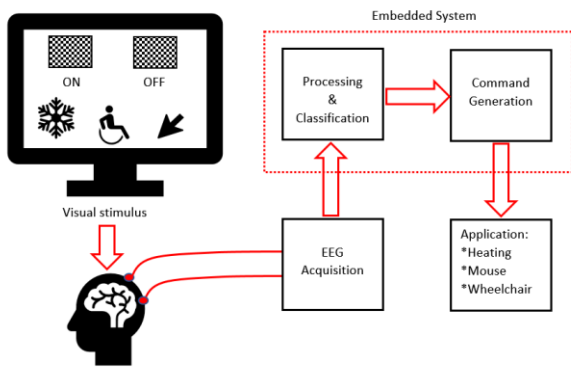 Embedded System
ON
OFF
Visual stimulus
Processing
&
Classification
Command
Generation
EEG
Acquisition
Application:
*Heating
*Mouse
*Wheelchair